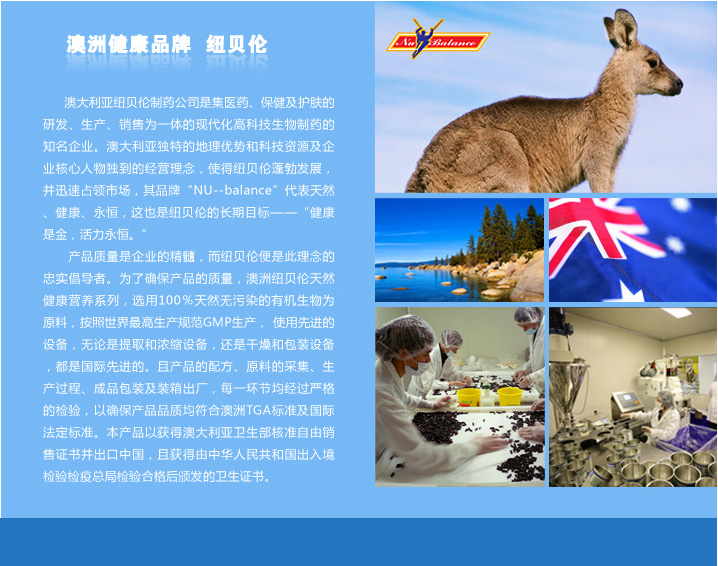 澳洲健康品牌 纽贝伦
Nu Balance
澳大利亚纽贝伦制药公司是集医药、保健及护肤的
研发、生产、销售为一体的现代化高科技生物制药的
知名企业。澳大利亚独特的地理优势和科技资源及企
业核心人物独到的经营理念，使得纽贝伦蓬勃发展，
并迅速占领市场，其品牌“NU--balance”代表天然
、健康、永恒，这也是纽贝伦的长期目标——“健康
是金，活力永恒。“
产品质量是企业的精髓，而纽贝伦便是此理念的
忠实倡导者。为了确保产品的质量，澳洲纽贝伦天然
健康营养系列，选用100％天然无污染的有机生物为
原料，按照世界最高生产规范GMP生产， 使用先进的
设备，无论是提取和浓缩设备，还是干燥和包装设备
，都是国际先进的。且产品的配方、原料的采集、生
产过程、成品包装及装箱出厂，每一环节均经过严格
的检验，以确保产品品质均符合澳洲TGA标准及国际
法定标准。本产品以获得澳大利亚卫生部核准自由销
售证书并出口中国，且获得由中华人民共和国出入境
检验检疫总局检验合格后颁发的卫生证书。